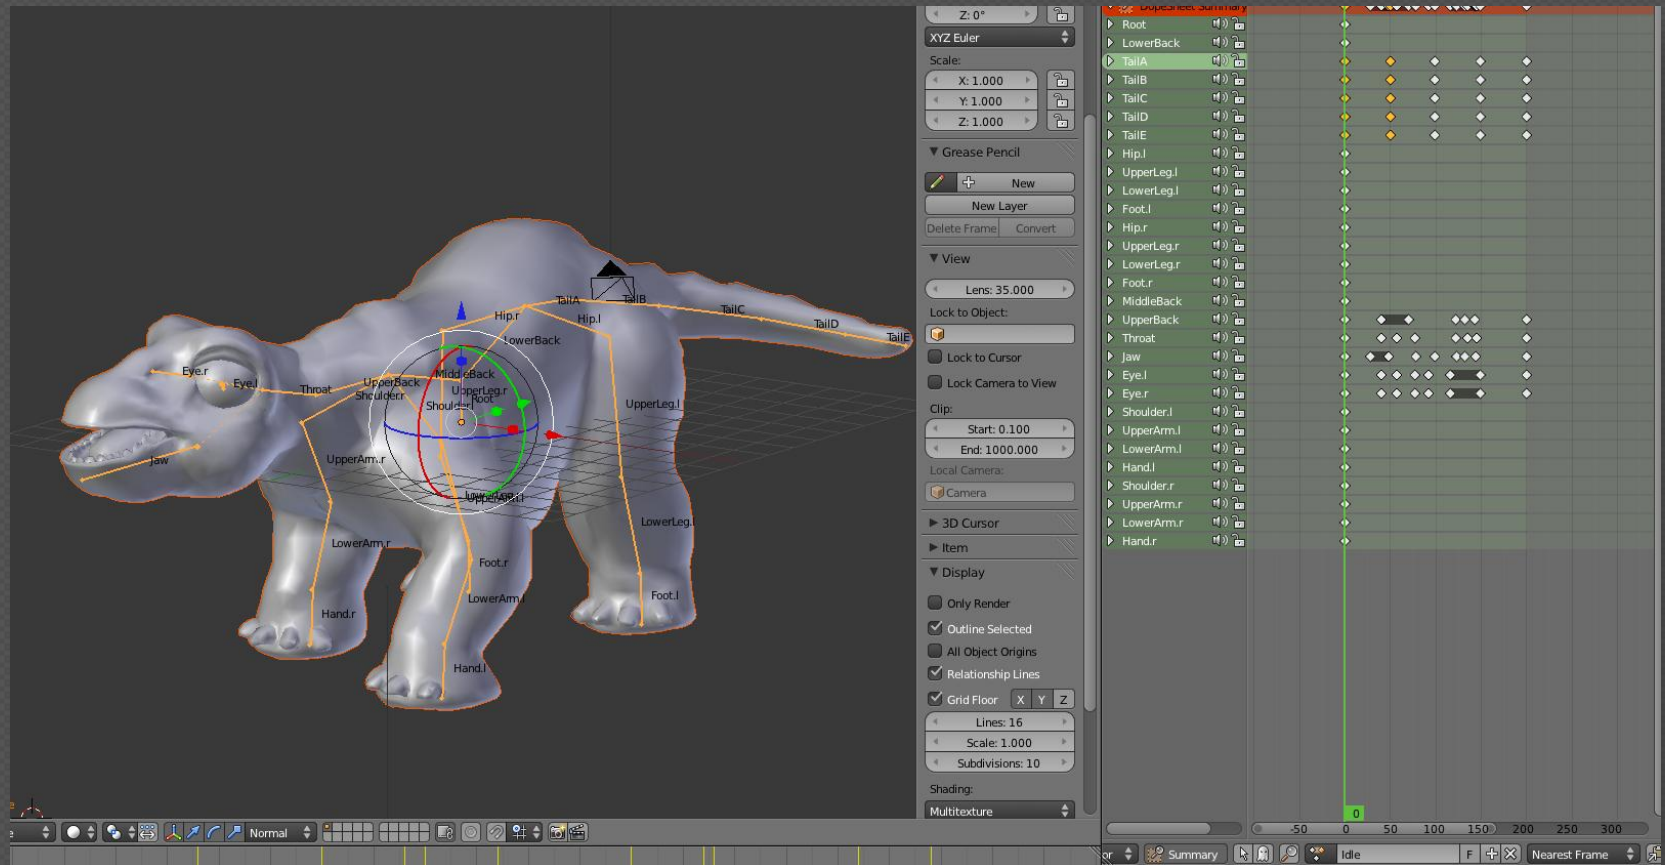 Z: 0°
XYZ Euler
Scale:
X: 1.000
Y: 1.000
Z: 1.000
Grease Pencil
New
New Layer
Delete Frame Convert
View
Lens: 35.000
Lock to Object:
Lock to Cursor
Lock Camera to View
Clip:
Start: 0.100
End: 1000.000
Local Camera:
Camera
3D Cursor
Item
Display
Only Render
Outline Selected
All Object Origins
Relationship Lines
Grid Floor X Y Z
Lines: 16
Scale: 1.000
Subdivisions: 10
Shading:
Multitexture
TailA
TailB
TailC
TailD
TailE
Hip.r
Hip.l
LowerBack
Eye.r
Eye.l
Throat
UpperBack
MiddleBack
Shoulder.r
UpperLeg.r
Shoulder.l
Root
UpperLeg.l
Jaw
UpperArm.r
UpperArm.l
LowerLeg.l
LowerArm.r
Foot.r
LowerArm.l
Foot.l
Hand.r
Hand.l
Normal
DopeSheet Summary
Root
LowerBack
TailA
TailB
TailC
TailD
TailE
Hip.l
UpperLeg.l
LowerLeg.l
Foot.l
Hip.r
UpperLeg.r
LowerLeg.r
Foot.r
MiddleBack
UpperBack
Throat
Jaw
Eye.l
Eye.r
Shoulder.l
UpperArm.l
LowerArm.l
Hand.l
Shoulder.r
UpperArm.r
LowerArm.r
Hand.r
0
-50 0 50 100 150 200 250 300
or Summary Idle F Nearest Frame